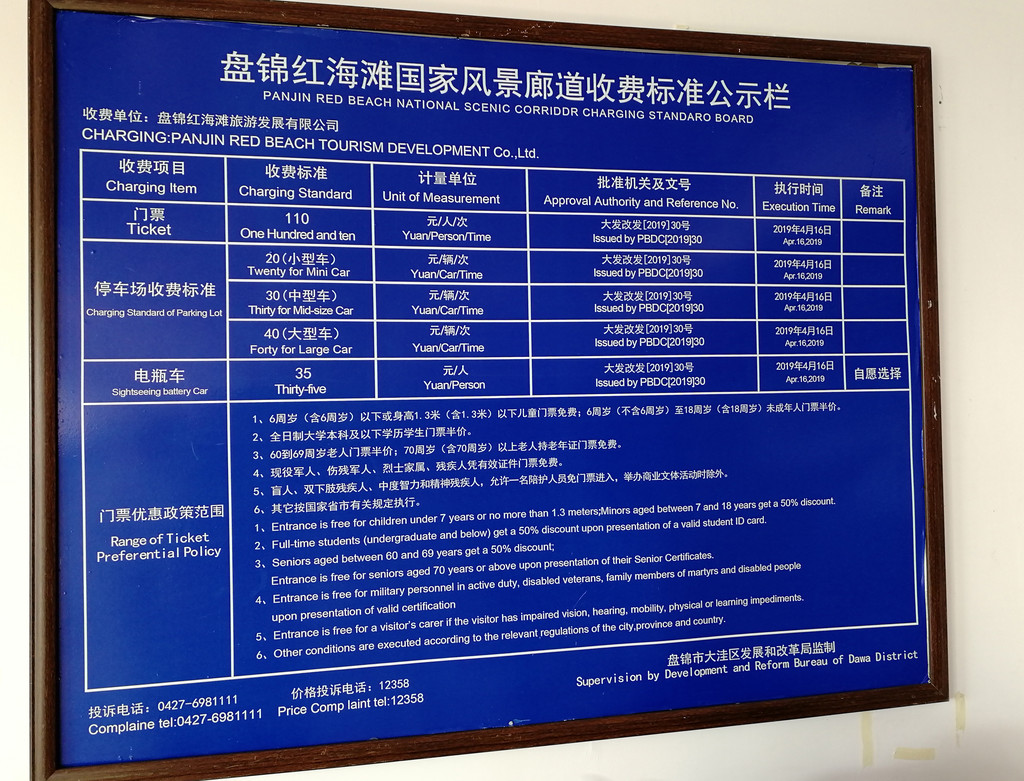 盘锦红海滩国家风景廊道收费标准公示栏
PANJIN RED BEACH NATIONAL SCENIC CORRIDDR CHARGING STANDARO BOARD
收费单位：盘锦红海滩旅游发展有限公司
CHARGING:PANJIN RED BEACH TOURISM DEVELOPMENT Co.,Ltd.
收费项目 收费标准 计量单位 批准机关及文号 执行时间 备注
Charging Item Charging Standard Unit of Measurement Approval Authority and Reference No. Execution Time Remark
门票 110 元/人/次 大发改发[2019]30号 2019年4月16日
Ticket One Hundred and ten Yuan/Person/Time Issued by PBDC[2019]30 Apr.16,2019
停车场收费标准
Charging Standard of Parking Lot
20(小型车) 元/辆/次 大发改发[2019]30号 2019年4月16日
Twenty for Mini Car Yuan/Car/Time Issued by PBDC[2019]30 Apr.16,2019
30(中型车) 元/辆/次 大发改发[2019]30号 2019年4月16日
Thirty for Mid-size Car Yuan/Car/Time Issued by PBDC[2019]30 Apr.16,2019
40(大型车) 元/辆/次 大发改发[2019]30号 2019年4月16日
Forty for Large Car Yuan/Car/Time Issued by PBDC[2019]30 Apr.16,2019
电瓶车 35 元/人 大发改发[2019]30号 2019年4月16日 自愿选择
Sightseeing battery Car Thirty-five Yuan/Person Issued by PBDC[2019]30 Apr.16,2019
门票优惠政策范围
Range of Ticket
Preferential Policy
1、6周岁（含6周岁）以下或身高1.3米（含1.3米）以下儿童门票免费；6周岁（不含6周岁）至18周岁（含18周岁）未成年人门票半价。
2、全日制大学本科及以下学历学生门票半价。
3、60到69周岁老人门票半价；70周岁（含70周岁）以上老人持老年证门票免费。
4、现役军人、伤残军人、烈士家属、残疾人凭有效证件门票免费。
5、盲人、双下肢残疾人、中度智力和精神残疾人，允许一名陪护人员免门票进入，举办商业文体活动时除外。
6、其它按国家省市有关规定执行。
1、Entrance is free for children under 7 years or no more than 1.3 meters;Minors aged between 7 and 18 years get a 50% discount.
2、Full-time students (undergraduate and below) get a 50% discount upon presentation of a valid student ID card.
3、Seniors aged between 60 and 69 years get a 50% discount;
Entrance is free for seniors aged 70 years or above upon presentation of their Senior Certificates.
4、Entrance is free for military personnel in active duty, disabled veterans, family members of martyrs and disabled people
upon presentation of valid certification
5、Entrance is free for a visitor's carer if the visitor has impaired vision, hearing, mobility, physical or learning impediments.
6、Other conditions are executed according to the relevant regulations of the city,province and country.
投诉电话：0427-6981111 价格投诉电话：12358
Complaine tel:0427-6981111 Price Comp laint tel:12358
盘锦市大洼区发展和改革局监制
Supervision by Development and Reform Bureau of Dawa District